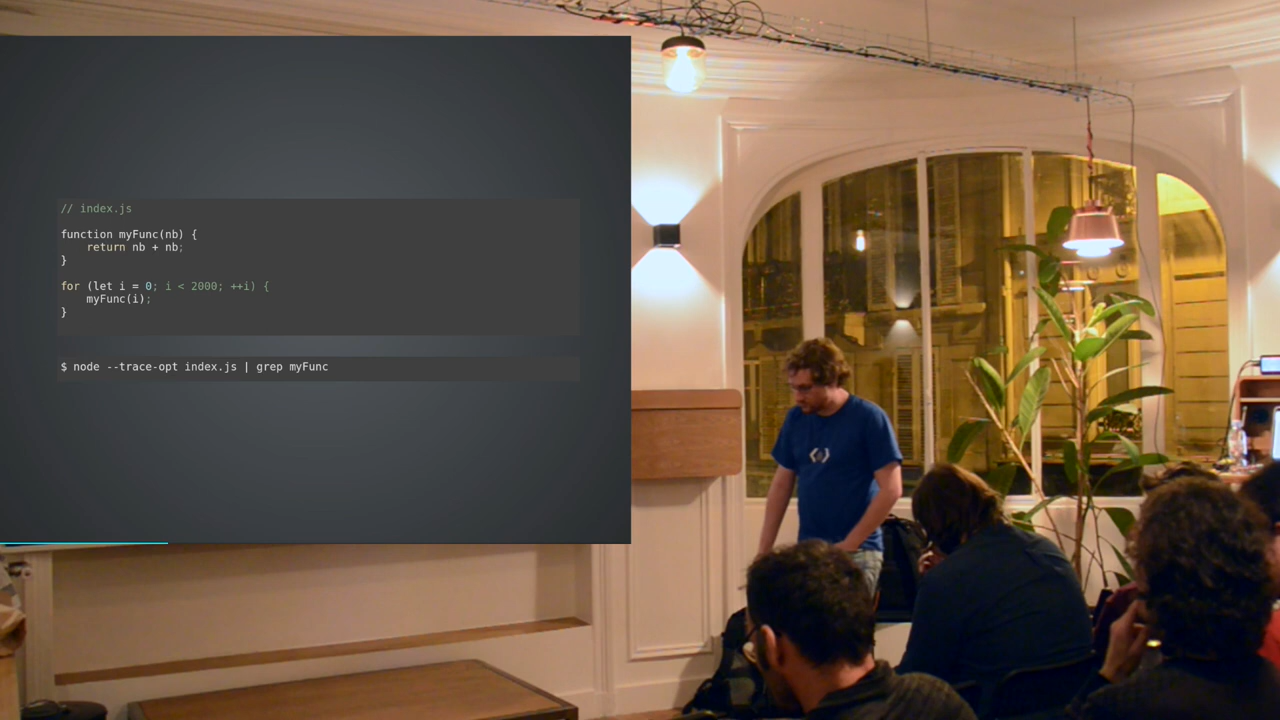 // index.js
function myFunc(nb) {
    return nb + nb;
}
for (let i = 0; i < 2000; ++i) {
    myFunc(i);
}
$ node --trace-opt index.js | grep myFunc